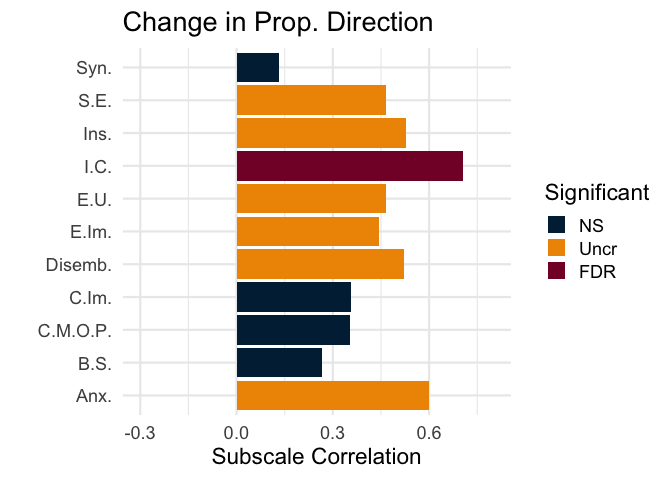 Change in Prop. Direction
Syn.
S.E.
Ins.
I.C.
E.U.
E.Im.
Disemb.
C.Im.
C.M.O.P.
B.S.
Anx.
-0.3 0.0 0.3 0.6
Subscale Correlation
Significant
NS
Uncr
FDR